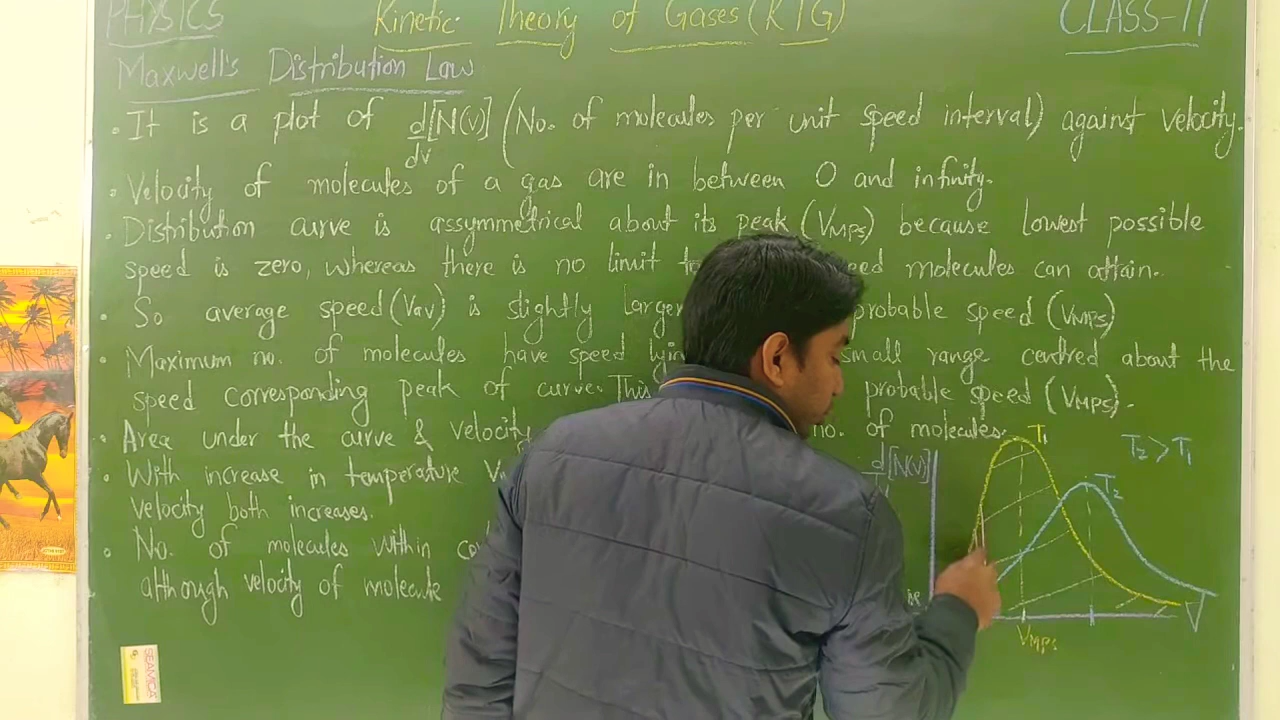 PHYSICS Kinetic Theory of Gases (KTG) CLASS-11
Maxwell's Distribution Law
• It is a plot of d/dv [N(v)] (No. of molecules per unit speed interval) against velocity.
• Velocity of molecules of a gas are in between 0 and infinity.
• Distribution curve is assymetrical about its peak (VMPS) because lowest possible
speed is zero, whereas there is no limit to eed molecules can attain.
• So average speed (Vav) is slightly larger probable speed (VMPS)
• Maximum no. of molecules have speed lyin small range centred about the
speed corresponding peak of curve. This probable speed (VMPS).
• Area under the curve & velocity no. of molecules.
• With increase in temperature
velocity both increases.
• No. of molecules within
although velocity of molecule
d [N(v)]
T1
T2
T2 > T1
VMPS
V
SEAMCA